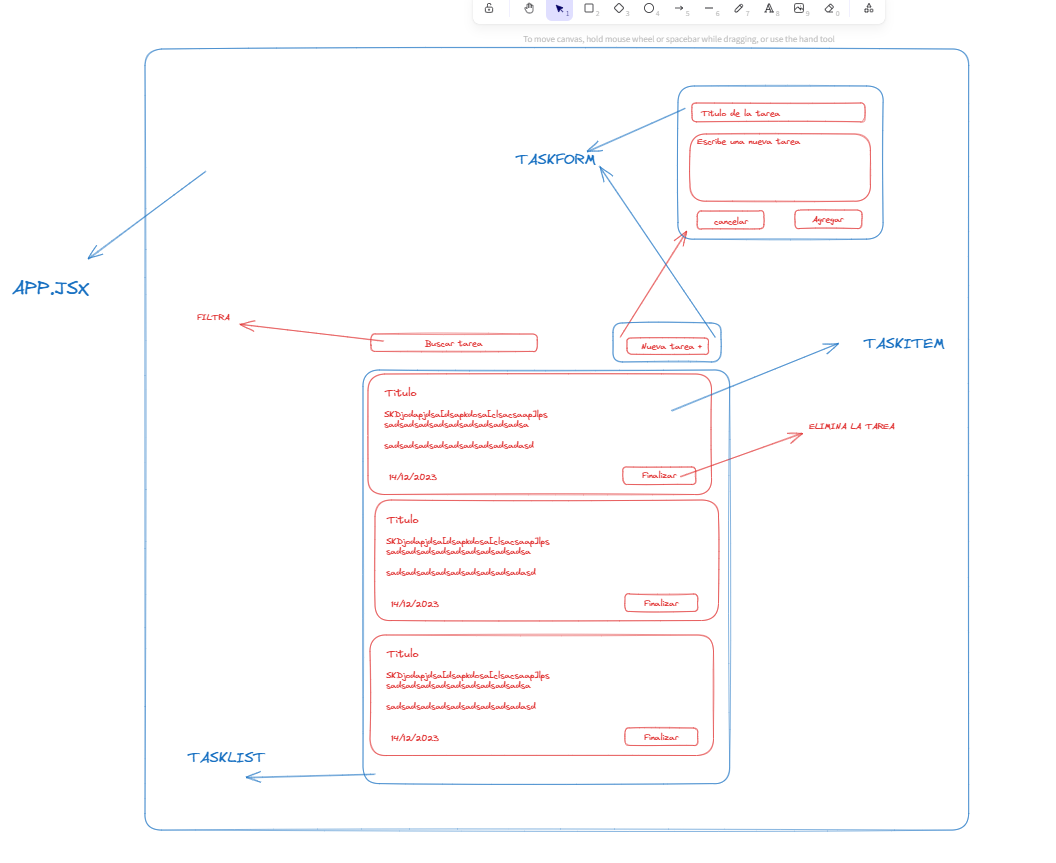 1
2
3
4
5
6
7
8
9
0
To move canvas, hold mouse wheel or spacebar while dragging, or use the hand tool
Titulo de la tarea
Escribe una nueva tarea
cancelar
Agregar
TASKFORM
APP.JSX
FILTRA
Buscar tarea
Nueva tarea +
TASKITEM
Titulo
sadsadsadsadsadsadsadsadsadsa
sadsadsadsadsadsadsadsadsadasd
14/12/2023
Finalizar
ELIMINA LA TAREA
Titulo
sadsadsadsadsadsadsadsadsadsa
sadsadsadsadsadsadsadsadsadasd
14/12/2023
Finalizar
Titulo
sadsadsadsadsadsadsadsadsadsa
sadsadsadsadsadsadsadsadsadasd
14/12/2023
Finalizar
TASKLIST